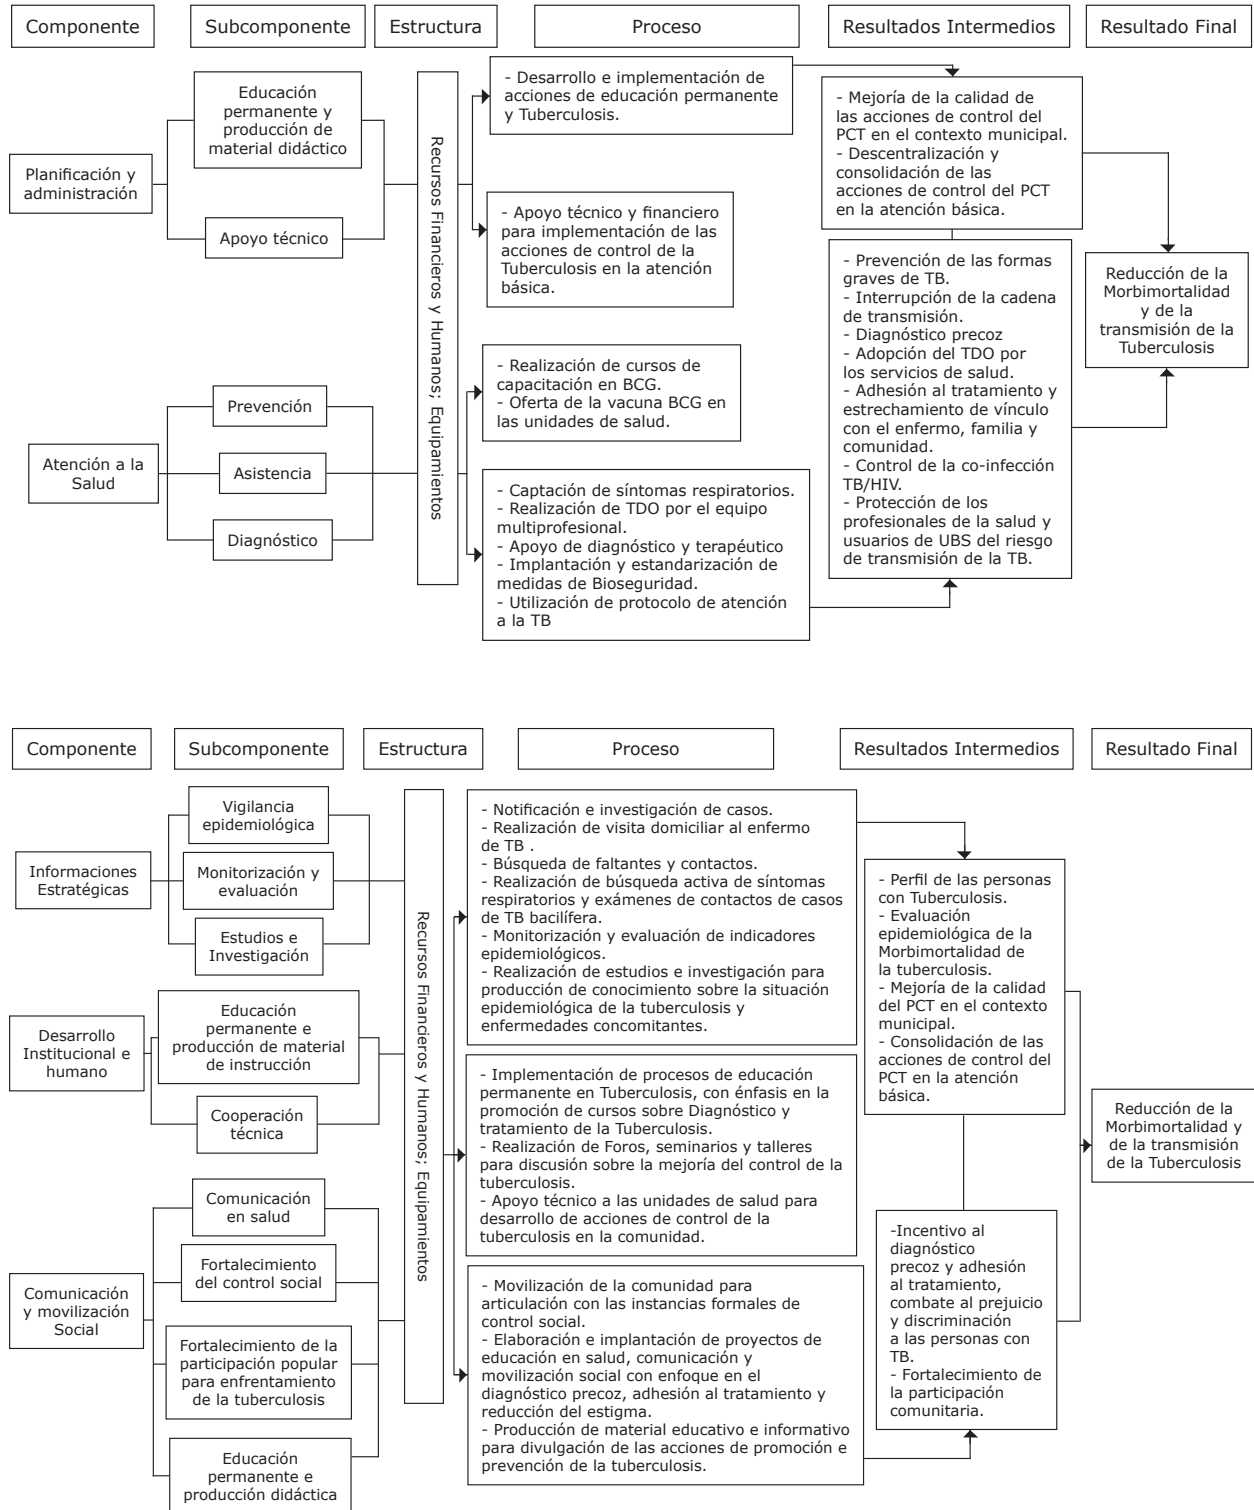 Componente
Subcomponente
Estructura
Proceso
Resultados Intermedios
Resultado Final
Planificación y
administración
Educación
permanente y
producción de
material didáctico
Apoyo técnico
Atención a la
Salud
Prevención
Asistencia
Diagnóstico
Recursos Financieros y Humanos; Equipamientos
- Desarrollo e implementación de
acciones de educación permanente
y Tuberculosis.
- Apoyo técnico y financiero
para implementación de las
acciones de control de la
Tuberculosis en la atención
básica.
- Realización de cursos de
capacitación en BCG.
- Oferta de la vacuna BCG en
las unidades de salud.
- Captación de síntomas respiratorios.
- Realización de TDO por el equipo
multiprofesional.
- Apoyo de diagnóstico y terapéutico
- Implantación y estandarización de
medidas de Bioseguridad.
- Utilización de protocolo de atención
a la TB
- Mejoría de la calidad de
las acciones de control del
PCT en el contexto municipal.
- Descentralización y
consolidación de las
acciones de control del PCT
en la atención básica.
- Prevención de las formas
graves de TB.
- Interrupción de la cadena
de transmisión.
- Diagnóstico precoz
- Adopción del TDO por
los servicios de salud.
- Adhesión al tratamiento y
estrechamiento de vínculo
con el enfermo, familia y
comunidad.
- Control de la co-infección
TB/HIV.
- Protección de los
profesionales de la salud y
usuarios de UBS del riesgo
de transmisión de la TB.
Reducción de la
Morbimortalidad
y de la
transmisión de la
Tuberculosis
Componente
Subcomponente
Estructura
Proceso
Resultados Intermedios
Resultado Final
Informaciones
Estratégicas
Vigilancia
epidemiológica
Monitorización y
evaluación
Estudios e
Investigación
Desarrollo
Institucional e
humano
Educación
permanente e
producción de material
de instrucción
Cooperación
técnica
Comunicación
y movilización
Social
Comunicación
en salud
Fortalecimiento
del control social
Fortalecimiento de la
participación popular
para enfrentamiento
de la tuberculosis
Educación
permanente e
producción didáctica
Recursos Financieros y Humanos; Equipamientos
- Notificación e investigación de casos.
- Realización de visita domiciliar al enfermo
de TB .
- Búsqueda de faltantes y contactos.
- Realización de búsqueda activa de síntomas
respiratorios y exámenes de contactos de casos
de TB bacilífera.
- Monitorización y evaluación de indicadores
epidemiológicos.
- Realización de estudios e investigación para
producción de conocimiento sobre la situación
epidemiológica de la tuberculosis y
enfermedades concomitantes.
- Implementación de procesos de educación
permanente en Tuberculosis, con énfasis en la
promoción de cursos sobre Diagnóstico y
tratamiento de la Tuberculosis.
- Realización de Foros, seminarios y talleres
para discusión sobre la mejoría del control de la
tuberculosis.
- Apoyo técnico a las unidades de salud para
desarrollo de acciones de control de la
tuberculosis en la comunidad.
- Movilización de la comunidad para
articulación con las instancias formales de
control social.
- Elaboración e implantación de proyectos de
educación en salud, comunicación y
movilización social con enfoque en el
diagnóstico precoz, adhesión al tratamiento y
reducción del estigma.
- Producción de material educativo e informativo
para divulgación de las acciones de promoción e
prevención de la tuberculosis.
- Perfil de las personas
con Tuberculosis.
- Evaluación
epidemiológica de la
Morbimortalidad de
la tuberculosis.
- Mejoría de la calidad
del PCT en el contexto
municipal.
- Consolidación de las
acciones de control del
PCT en la atención
básica.
-Incentivo al
diagnóstico
precoz y adhesión
al tratamiento,
combate al prejuicio
y discriminación
a las personas con
TB.
- Fortalecimiento de
la participación
comunitaria.
Reducción de la
Morbimortalidad y
de la transmisión
de la Tuberculosis